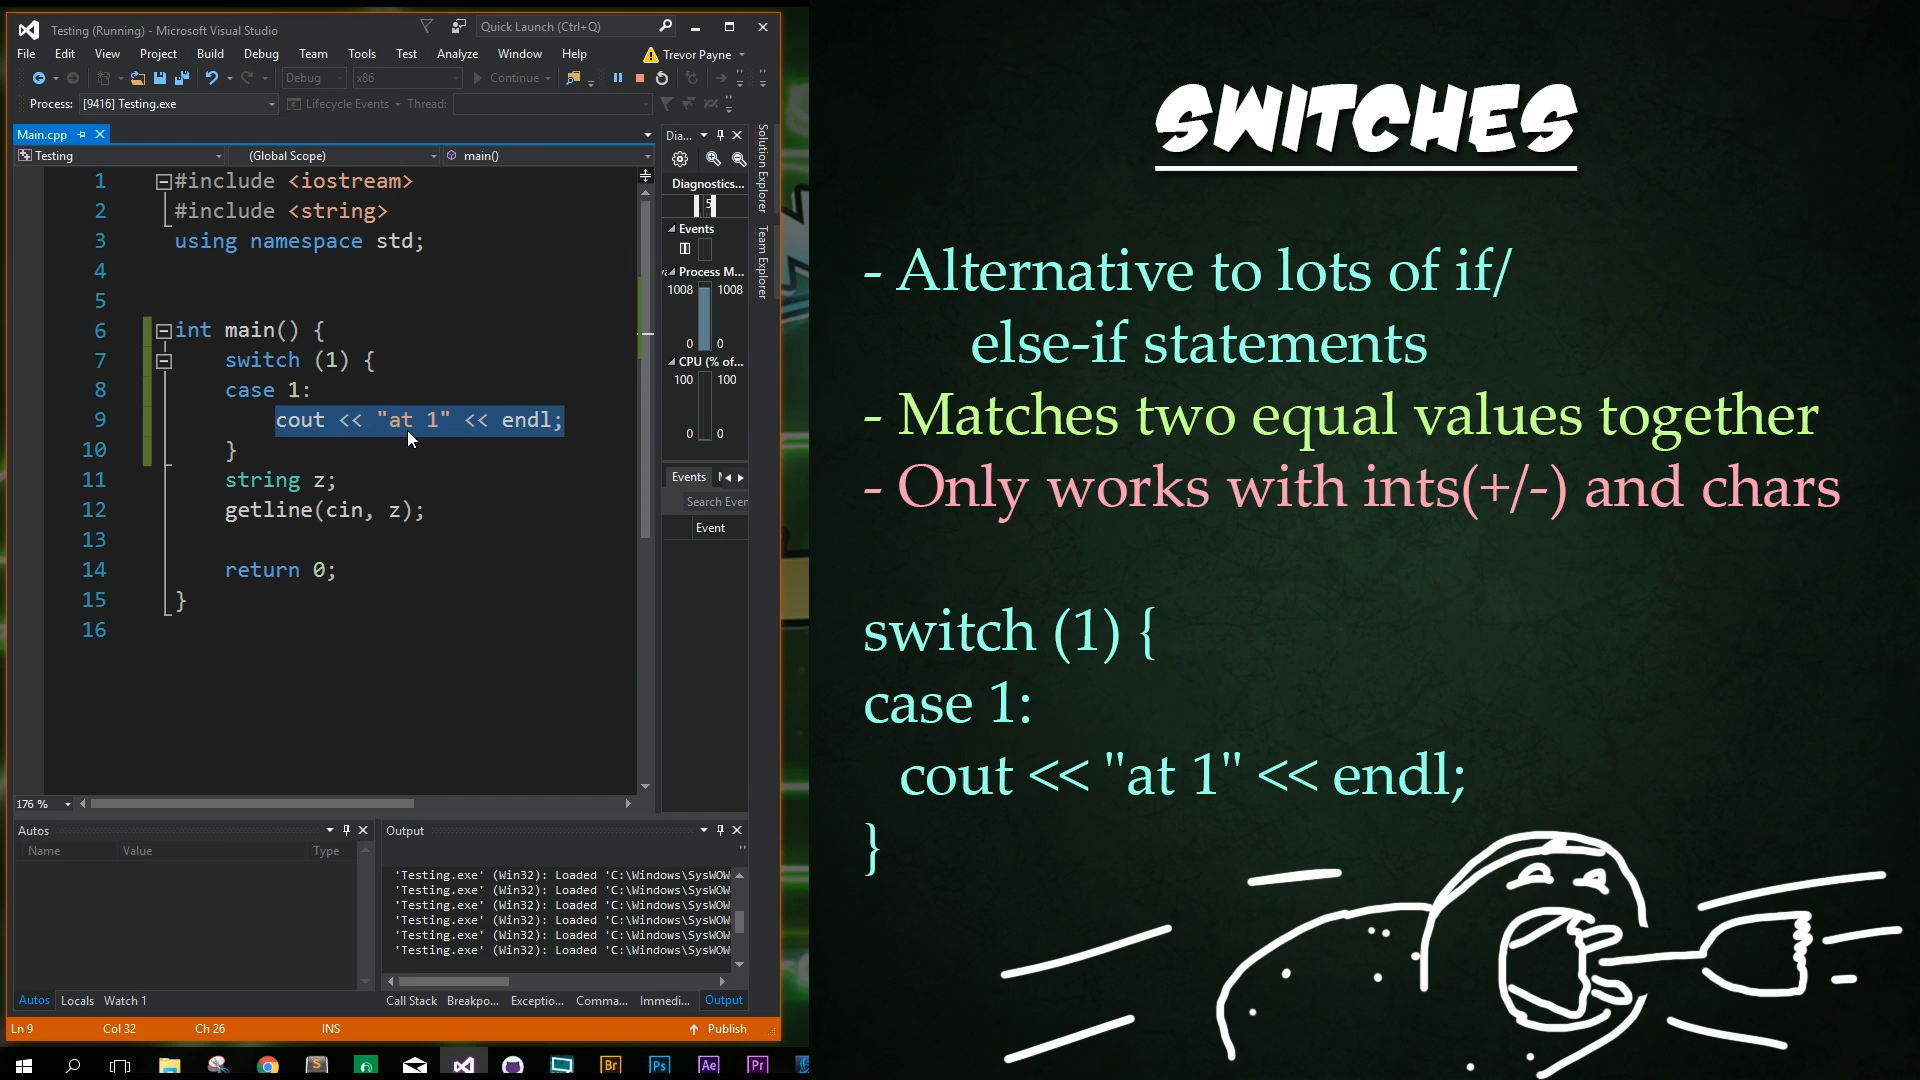 Testing (Running) - Microsoft Visual Studio
Quick Launch (Ctrl+Q)
File Edit View Project Build Debug Team Tools Test Analyze Window Help
Trevor Payne
Debug x86 Continue
Process: [9416] Testing.exe Lifecycle Events Thread:
Main.cpp
Testing (Global Scope) main()
1 #include <iostream>
2 #include <string>
3 using namespace std;
4
5
6 int main() {
7 switch (1) {
8 case 1:
9 cout << "at 1" << endl;
10 }
11 string z;
12 getline(cin, z);
13
14 return 0;
15 }
16
176 %
Dia...
Diagnostics...
5
Events
Process M...
1008 1008
0 0
CPU (% of...
100 100
0 0
Events
Search Ever
Event
Solution Explorer
Team Explorer
Autos
Name Value Type
Autos Locals Watch 1
Output
'Testing.exe' (Win32): Loaded 'C:\Windows\SysWOW
'Testing.exe' (Win32): Loaded 'C:\Windows\SysWOW
'Testing.exe' (Win32): Loaded 'C:\Windows\SysWOW
'Testing.exe' (Win32): Loaded 'C:\Windows\SysWOW
'Testing.exe' (Win32): Loaded 'C:\Windows\SysWOW
'Testing.exe' (Win32): Loaded 'C:\Windows\SysWOW
Call Stack Breakpo... Exceptio... Comma... Immedi... Output
Ln 9 Col 32 Ch 26 INS Publish
S Br Ps Ae Pr
SWITCHES
- Alternative to lots of if/
else-if statements
- Matches two equal values together
- Only works with ints(+/-) and chars
switch (1) {
case 1:
cout << "at 1" << endl;
}